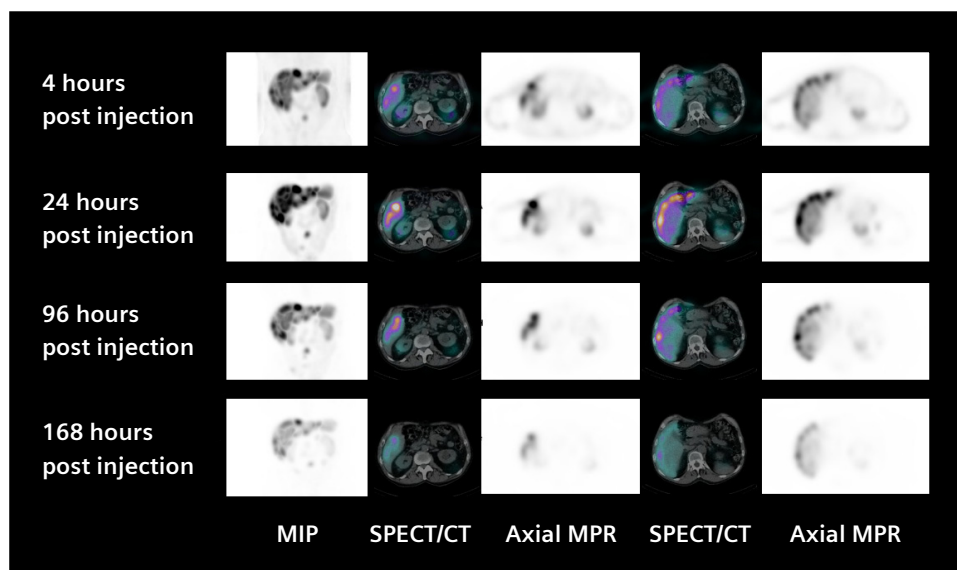 4 hours
post injection
24 hours
post injection
96 hours
post injection
168 hours
post injection
MIP
SPECT/CT
Axial MPR
SPECT/CT
Axial MPR